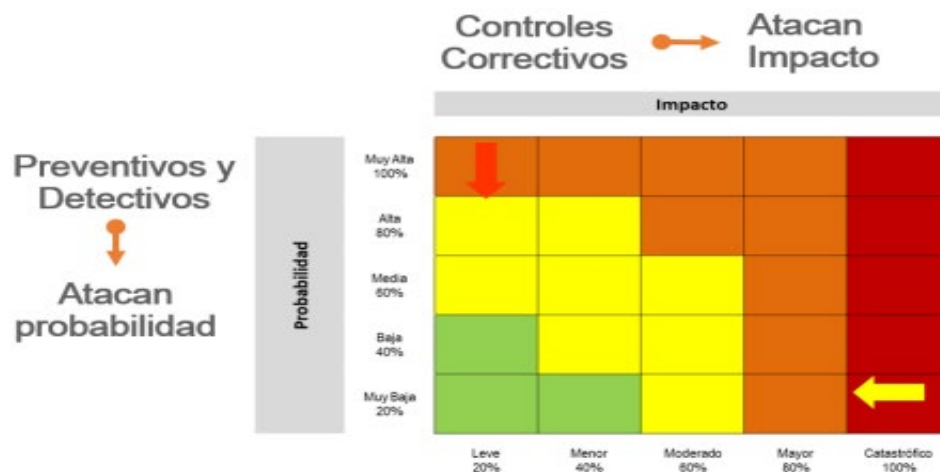 Controles
Correctivos
Atacan
Impacto
Impacto
Preventivos y
Detectivos
Atacan
probabilidad
Probabilidad
Muy Alta
100%
Alta
80%
Media
60%
Baja
40%
Muy Baja
20%
Leve
20%
Menor
40%
Moderado
60%
Mayor
80%
Catastrófico
100%